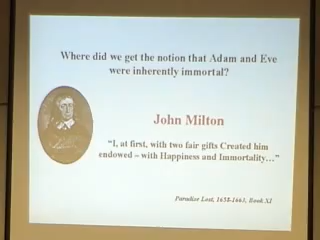 Where did we get the notion that Adam and Eve
were inherently immortal?
John Milton
"I, at first, with two fair gifts Created him
endowed – with Happiness and Immortality…"
Paradise Lost, 1658-1663, Book XI